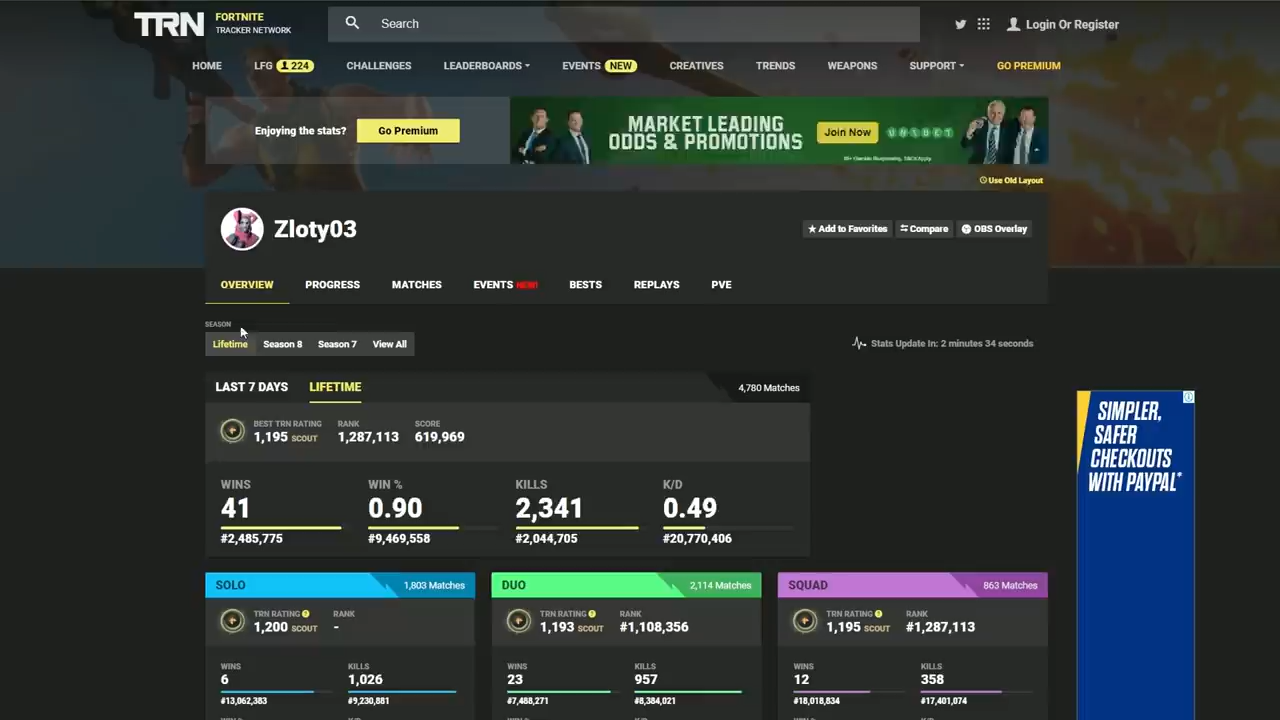 TRN FORTNITE
TRACKER NETWORK
Search
Login Or Register
HOME LFG 224 CHALLENGES LEADERBOARDS EVENTS NEW CREATIVES TRENDS WEAPONS SUPPORT GO PREMIUM
Enjoying the stats? Go Premium
MARKET LEADING
ODDS & PROMOTIONS
Join Now UNIBET
Use Old Layout
Zloty03
Add to Favorites Compare OBS Overlay
OVERVIEW PROGRESS MATCHES EVENTS NEW! BESTS REPLAYS PVE
SEASON
Lifetime Season 8 Season 7 View All
Stats Update In: 2 minutes 34 seconds
LAST 7 DAYS LIFETIME 4,780 Matches
BEST TRN RATING RANK SCORE
1,195 SCOUT 1,287,113 619,969
WINS WIN % KILLS K/D
41 0.90 2,341 0.49
#2,485,775 #9,469,558 #2,044,705 #20,770,406
SIMPLER,
SAFER
CHECKOUTS
WITH PAYPAL*
SOLO 1,803 Matches
TRN RATING ? RANK
1,200 SCOUT -
WINS KILLS
6 1,026
#13,062,383 #9,230,881
DUO 2,114 Matches
TRN RATING ? RANK
1,193 SCOUT #1,108,356
WINS KILLS
23 957
#7,488,271 #8,384,021
SQUAD 863 Matches
TRN RATING ? RANK
1,195 SCOUT #1,287,113
WINS KILLS
12 358
#18,018,834 #17,401,074